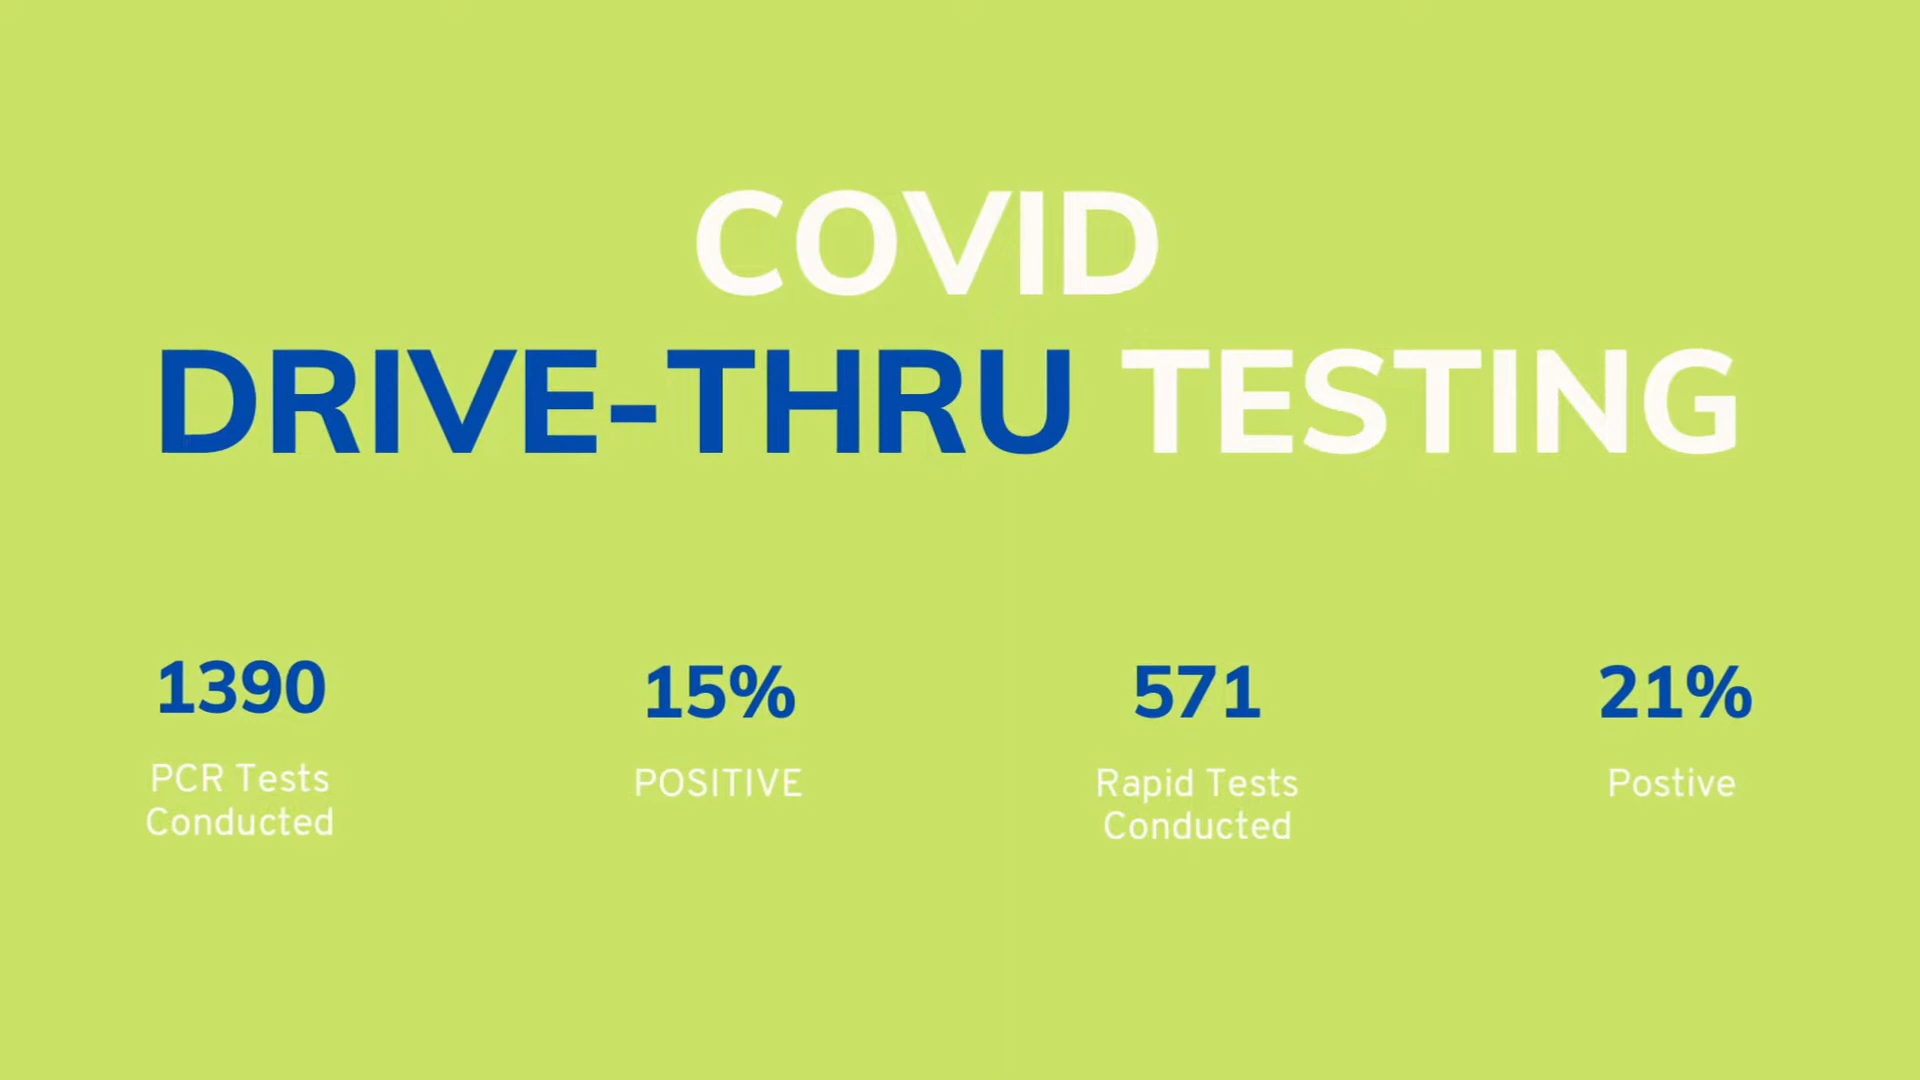 COVID
DRIVE-THRU TESTING
1390
PCR Tests
Conducted
15%
POSITIVE
571
Rapid Tests
Conducted
21%
Postive